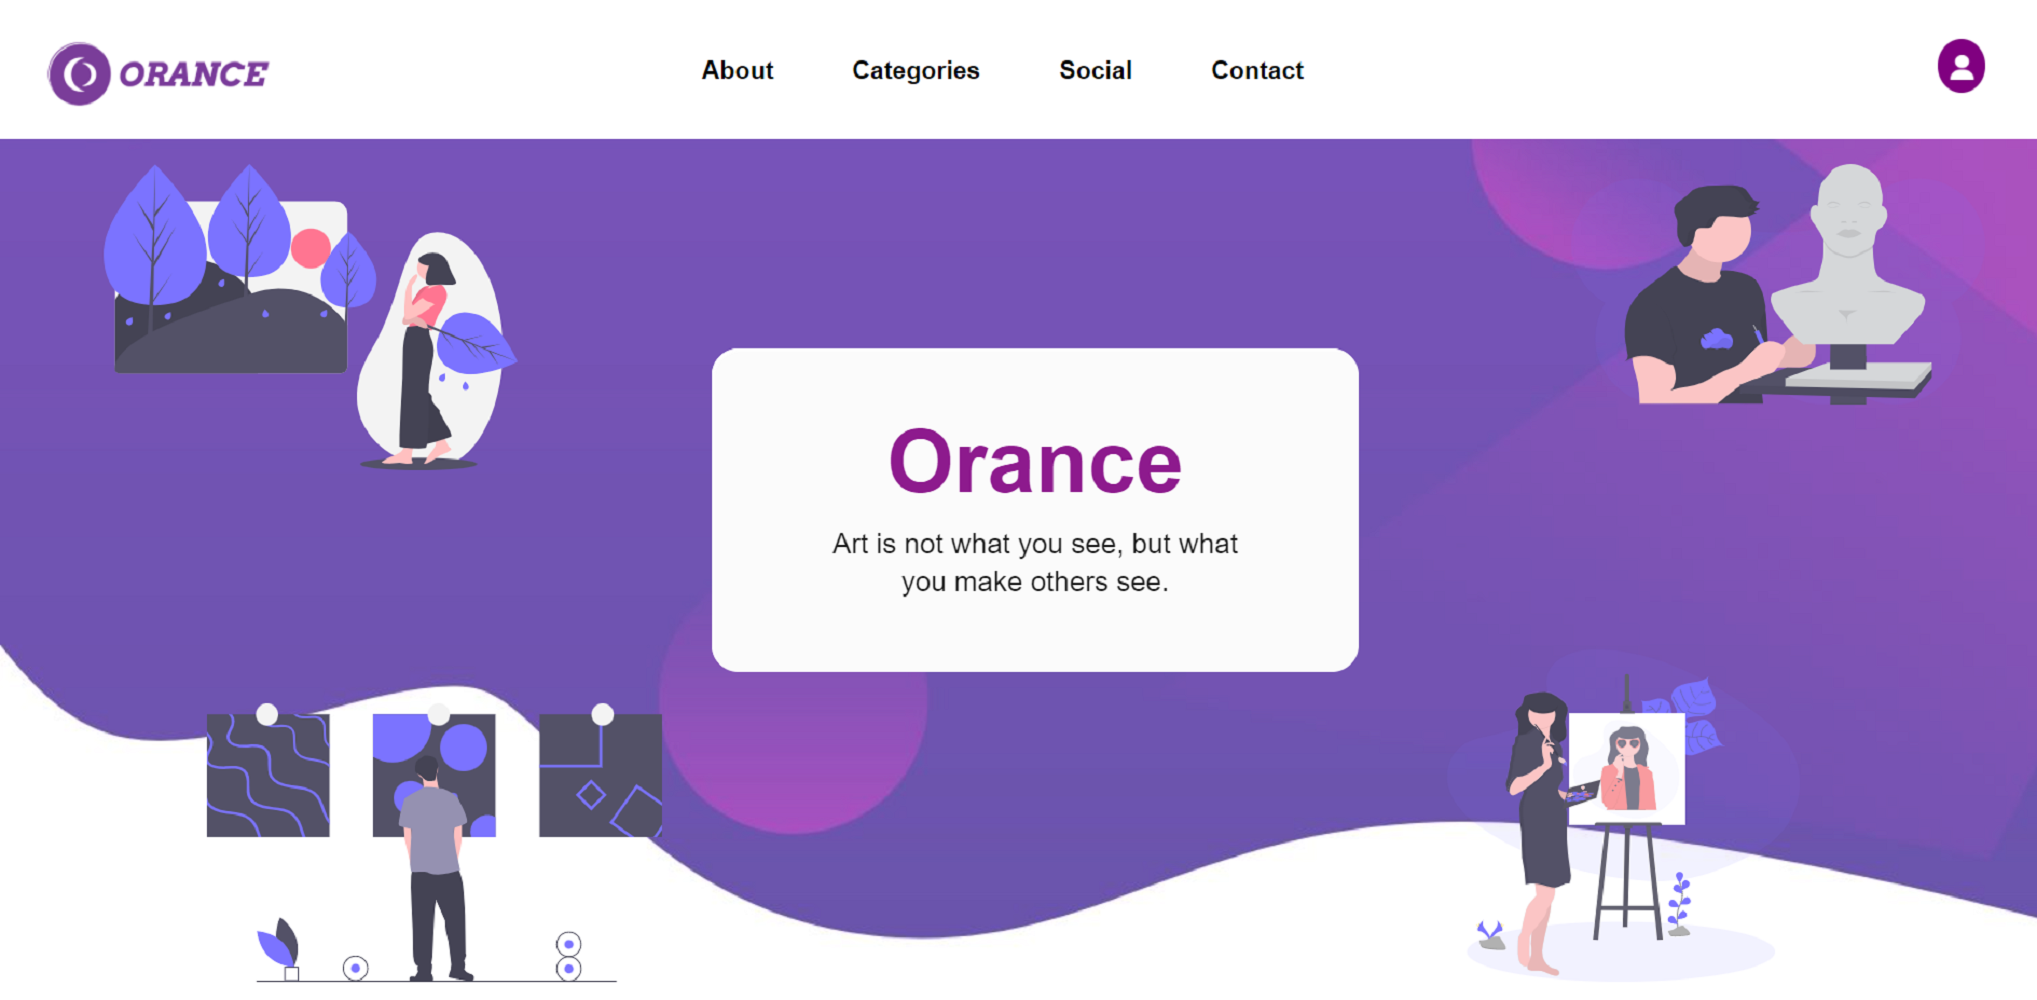 ORANCE
About
Categories
Social
Contact
Orance
Art is not what you see, but what
you make others see.